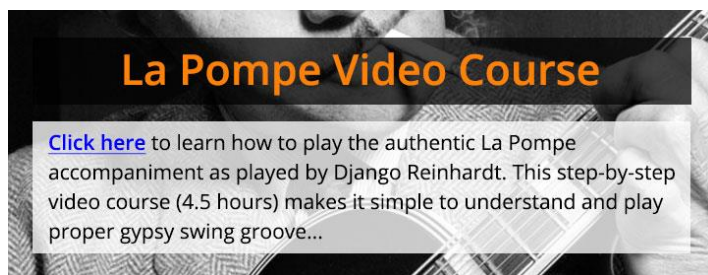 La Pompe Video Course
Click here to learn how to play the authentic La Pompe
accompaniment as played by Django Reinhardt. This step-by-step
video course (4.5 hours) makes it simple to understand and play
proper gypsy swing groove...